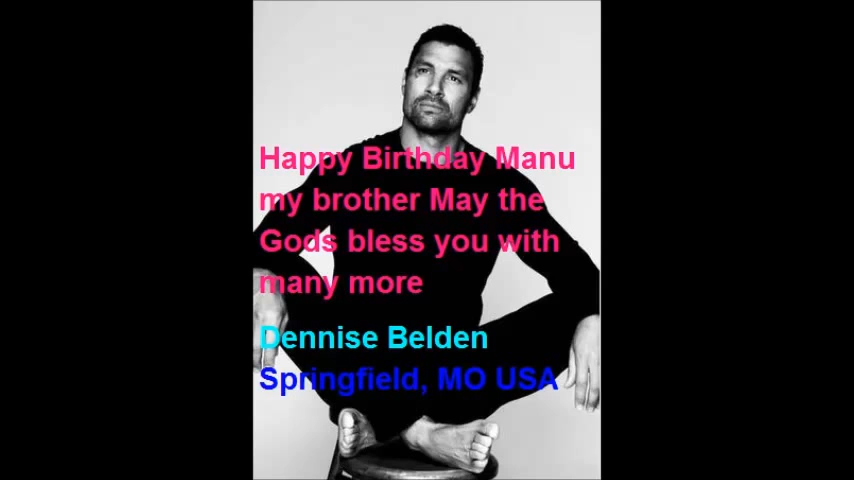 Happy Birthday Manu
my brother May the
Gods bless you with
many more
Dennise Belden
Springfield, MO USA